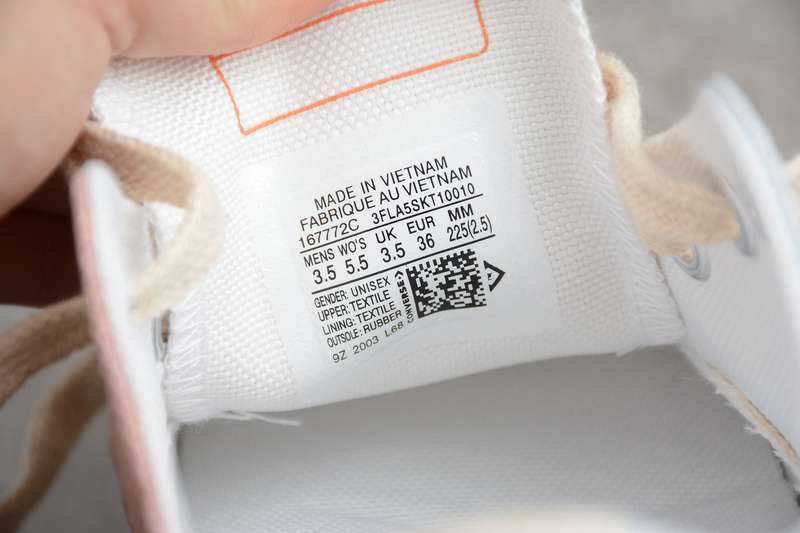 MADE IN VIETNAM
FABRIQUE AU VIETNAM
167772C 3FLA5SKT10010
MENS WO'S UK EUR MM
3.5 5.5 3.5 36 225(2.5)
GENDER: UNISEX
UPPER: TEXTILE
LINING: TEXTILE
OUTSOLE: RUBBER
9Z 2003 L68
CONVERSE